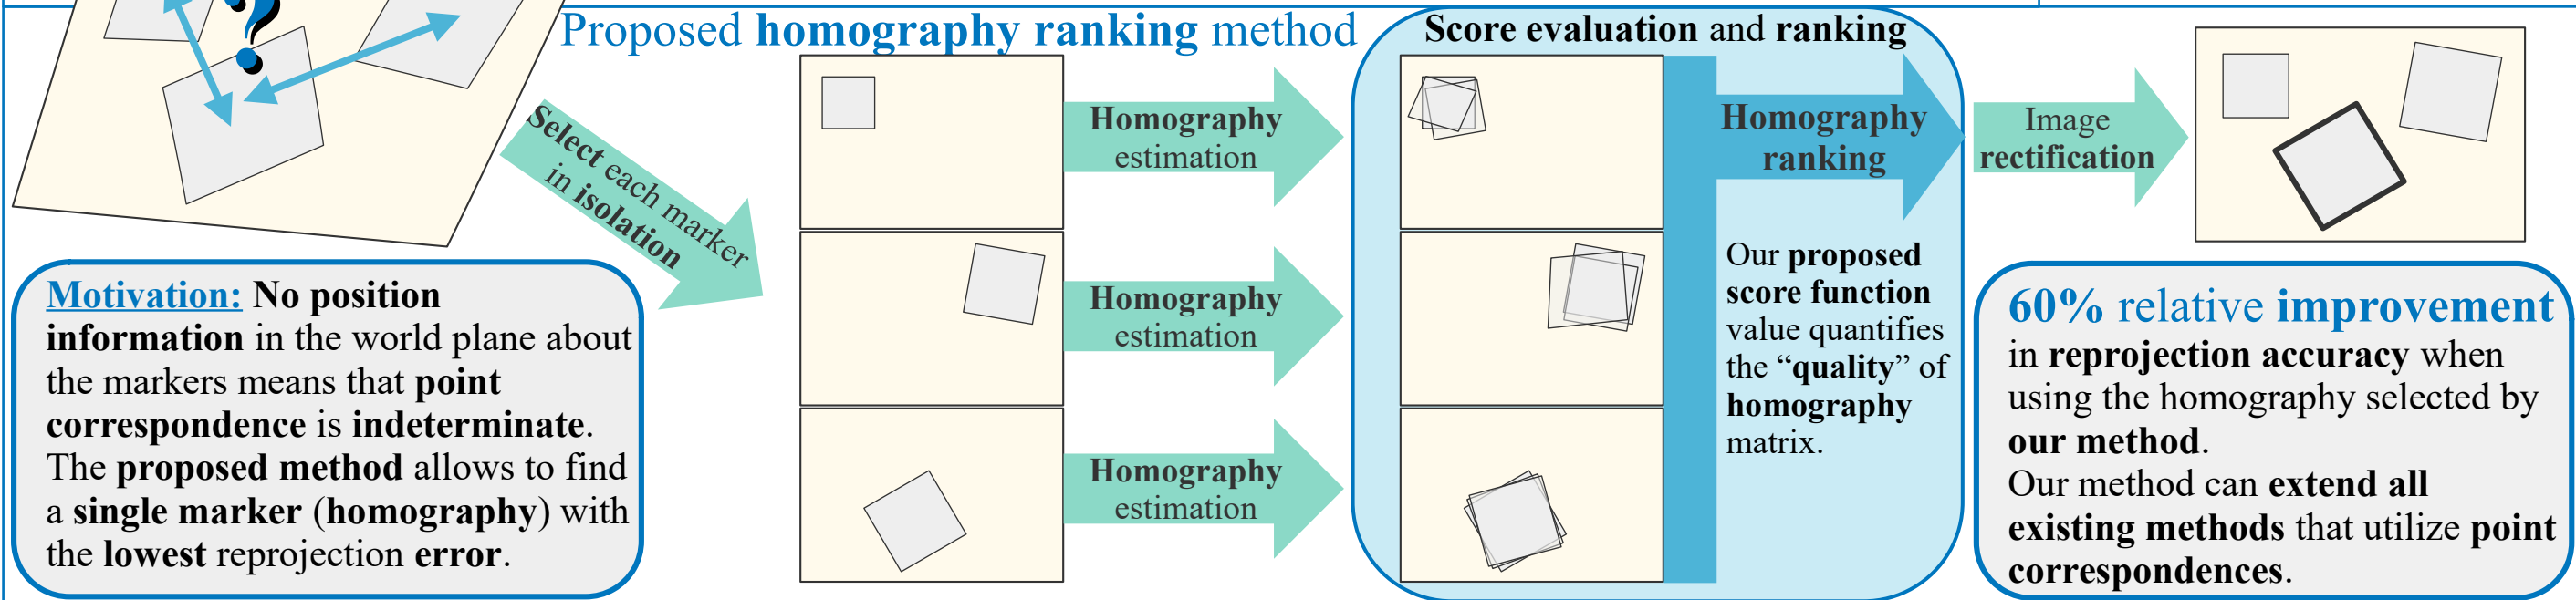 ?
Proposed homography ranking method
Select each marker
in isolation
Motivation: No position
information in the world plane about
the markers means that point
correspondence is indeterminate.
The proposed method allows to find
a single marker (homography) with
the lowest reprojection error.
Homography
estimation
Homography
estimation
Homography
estimation
Score evaluation and ranking
Homography
ranking
Our proposed
score function
value quantifies
the “quality” of
homography
matrix.
Image
rectification
60% relative improvement
in reprojection accuracy when
using the homography selected by
our method.
Our method can extend all
existing methods that utilize point
correspondences.